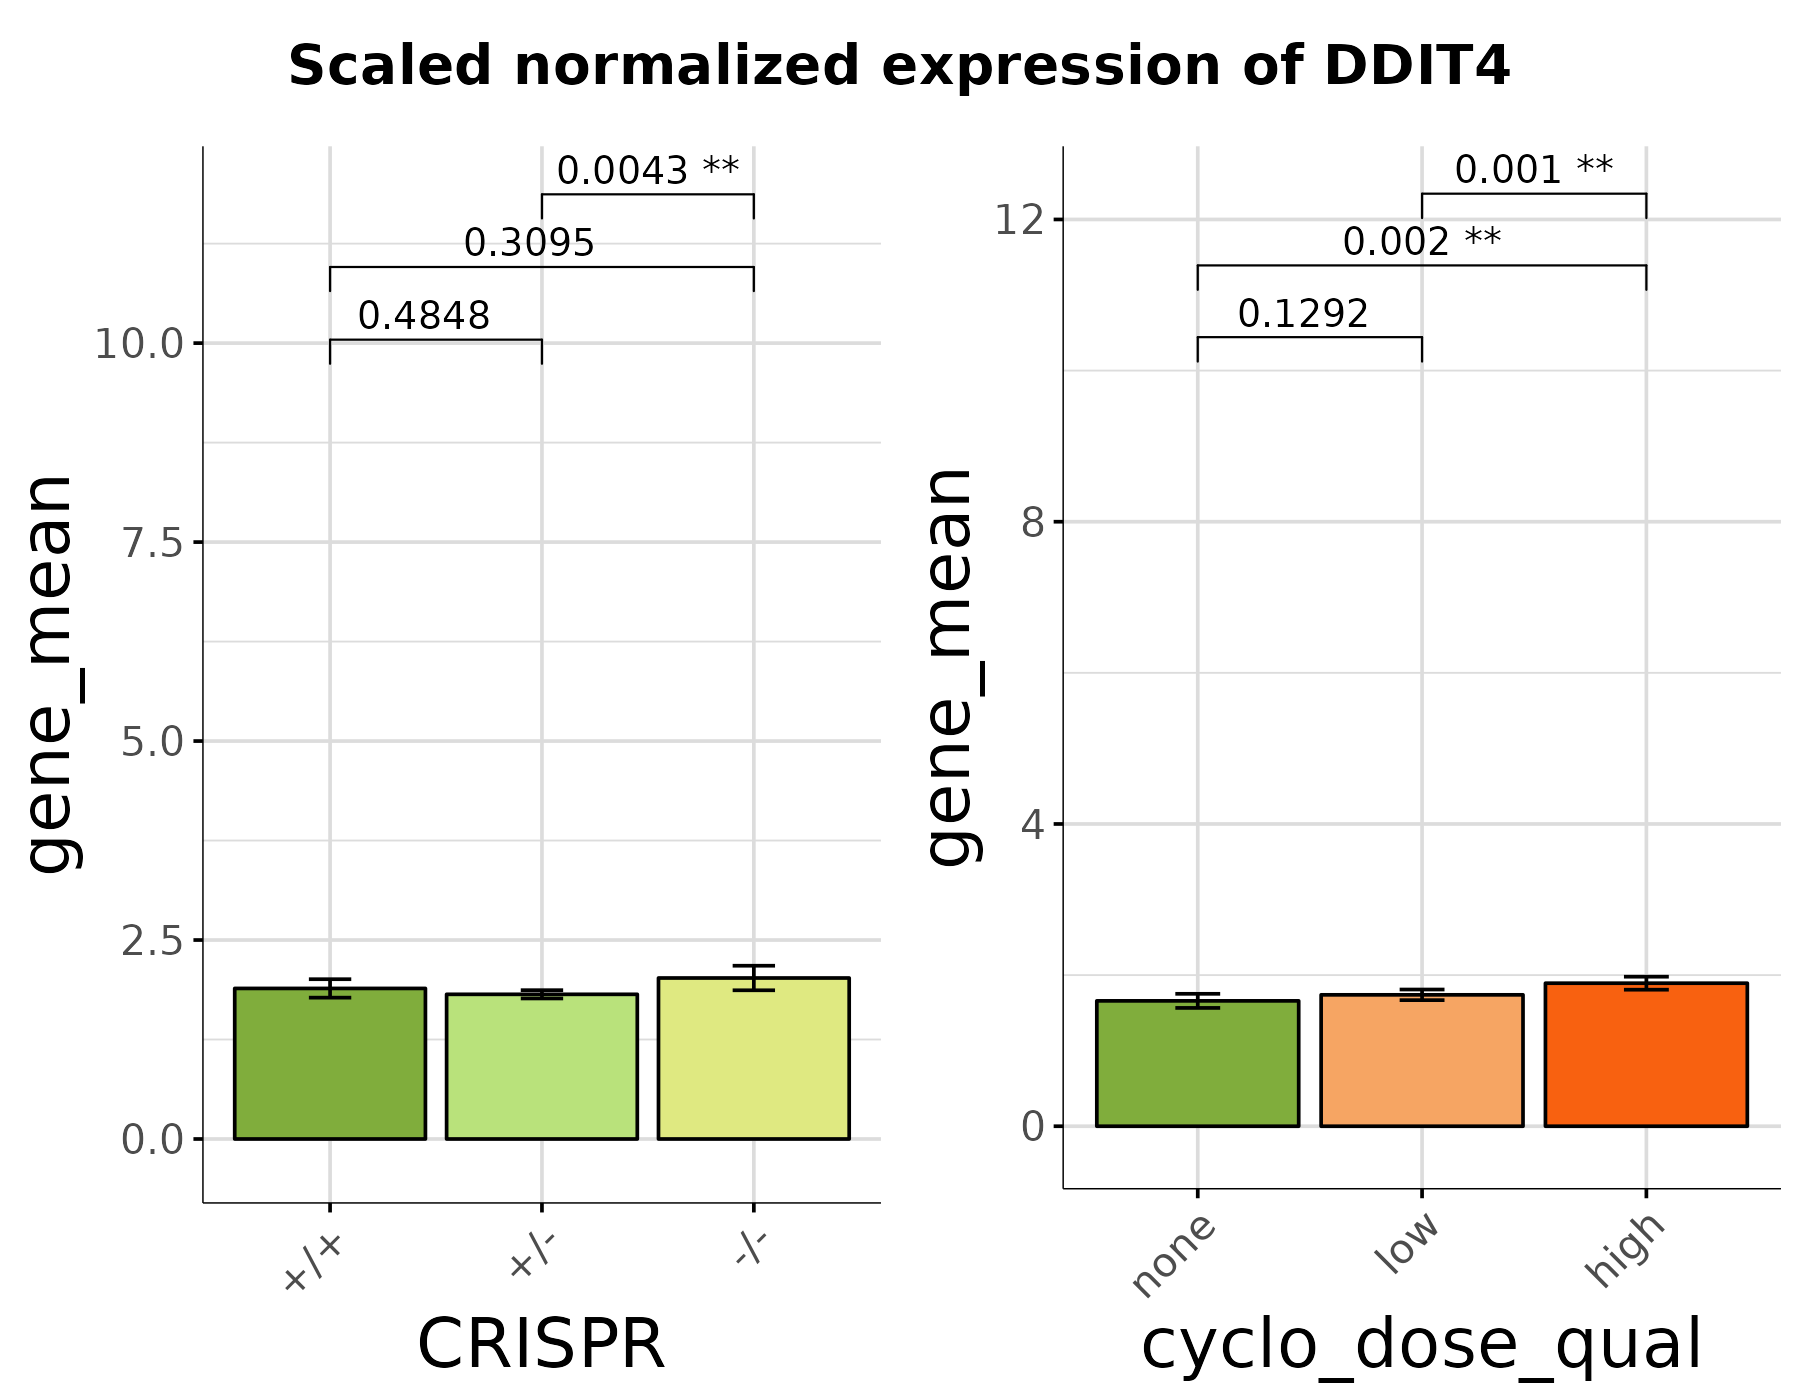 Scaled normalized expression of DDIT4
gene_mean
10.0
7.5
5.0
2.5
0.0
0.0043 **
0.3095
0.4848
+/+
+/-
-/-
CRISPR
gene_mean
12
8
4
0
0.001 **
0.002 **
0.1292
none
low
high
cyclo_dose_qual